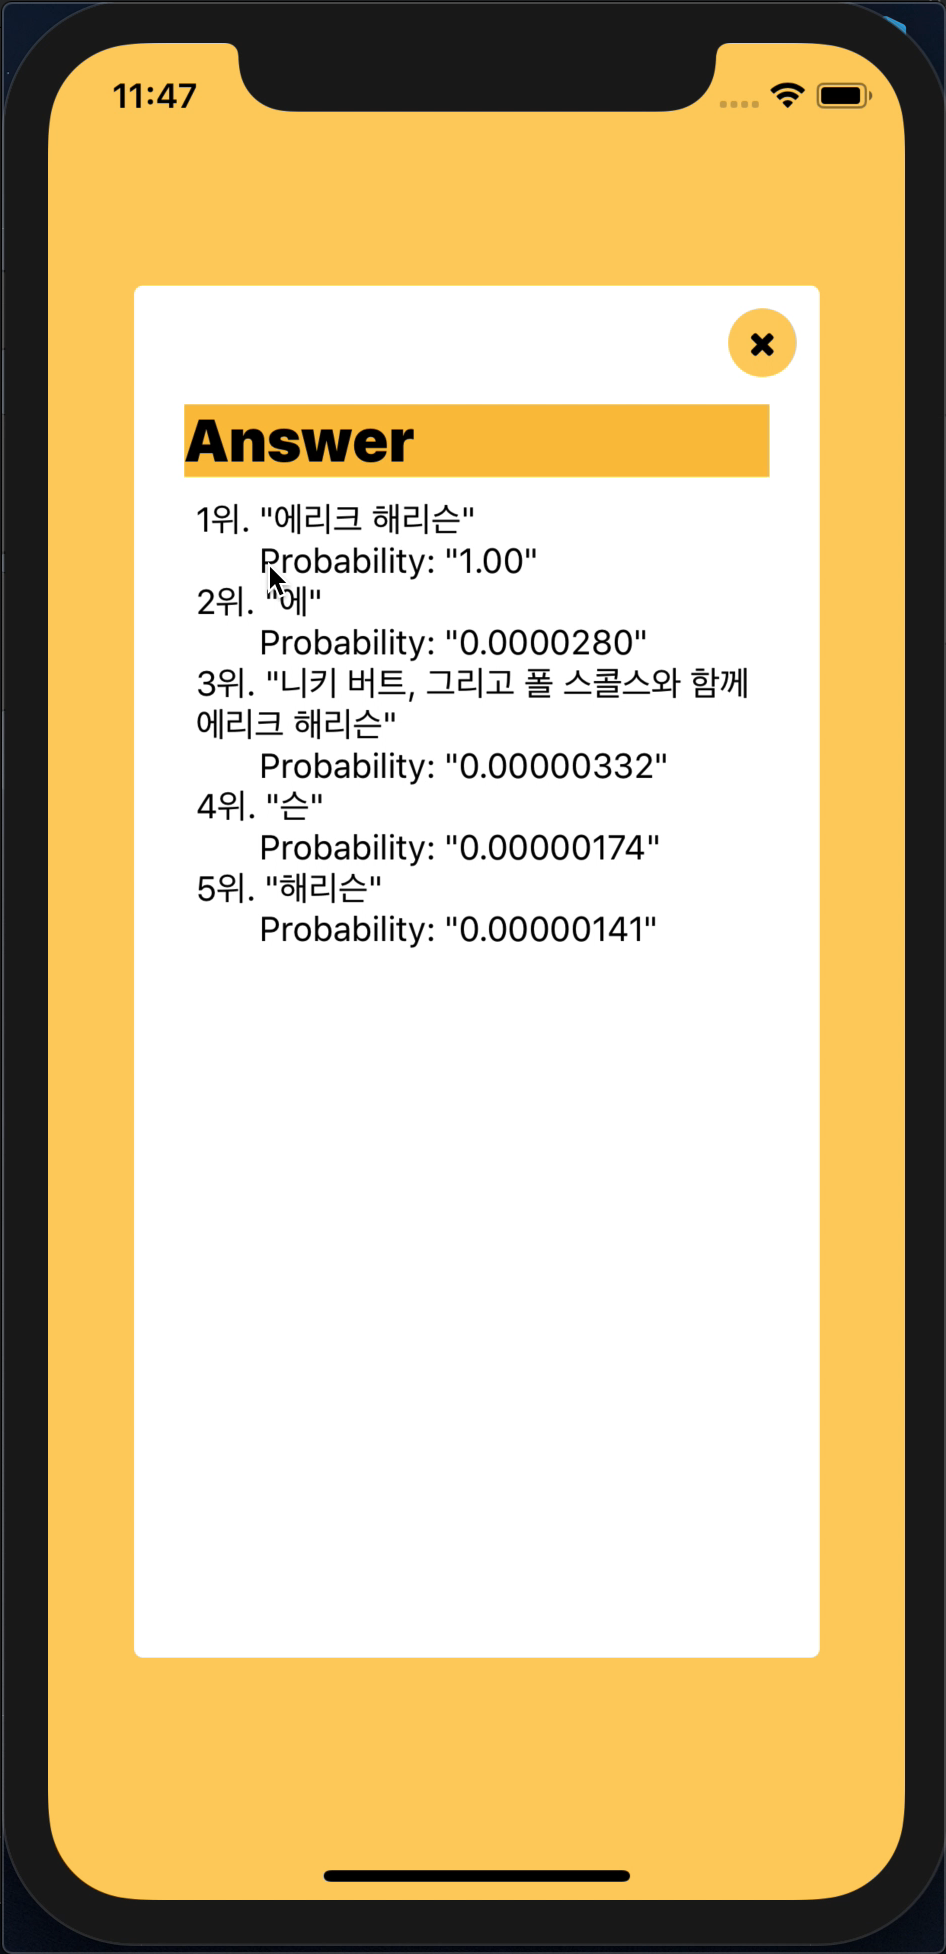 11:47
Answer
1위. "에리크 해리슨"
Probability: "1.00"
2위. "에"
Probability: "0.0000280"
3위. "니키 버트, 그리고 폴 스콜스와 함께
에리크 해리슨"
Probability: "0.00000332"
4위. "슨"
Probability: "0.00000174"
5위. "해리슨"
Probability: "0.00000141"